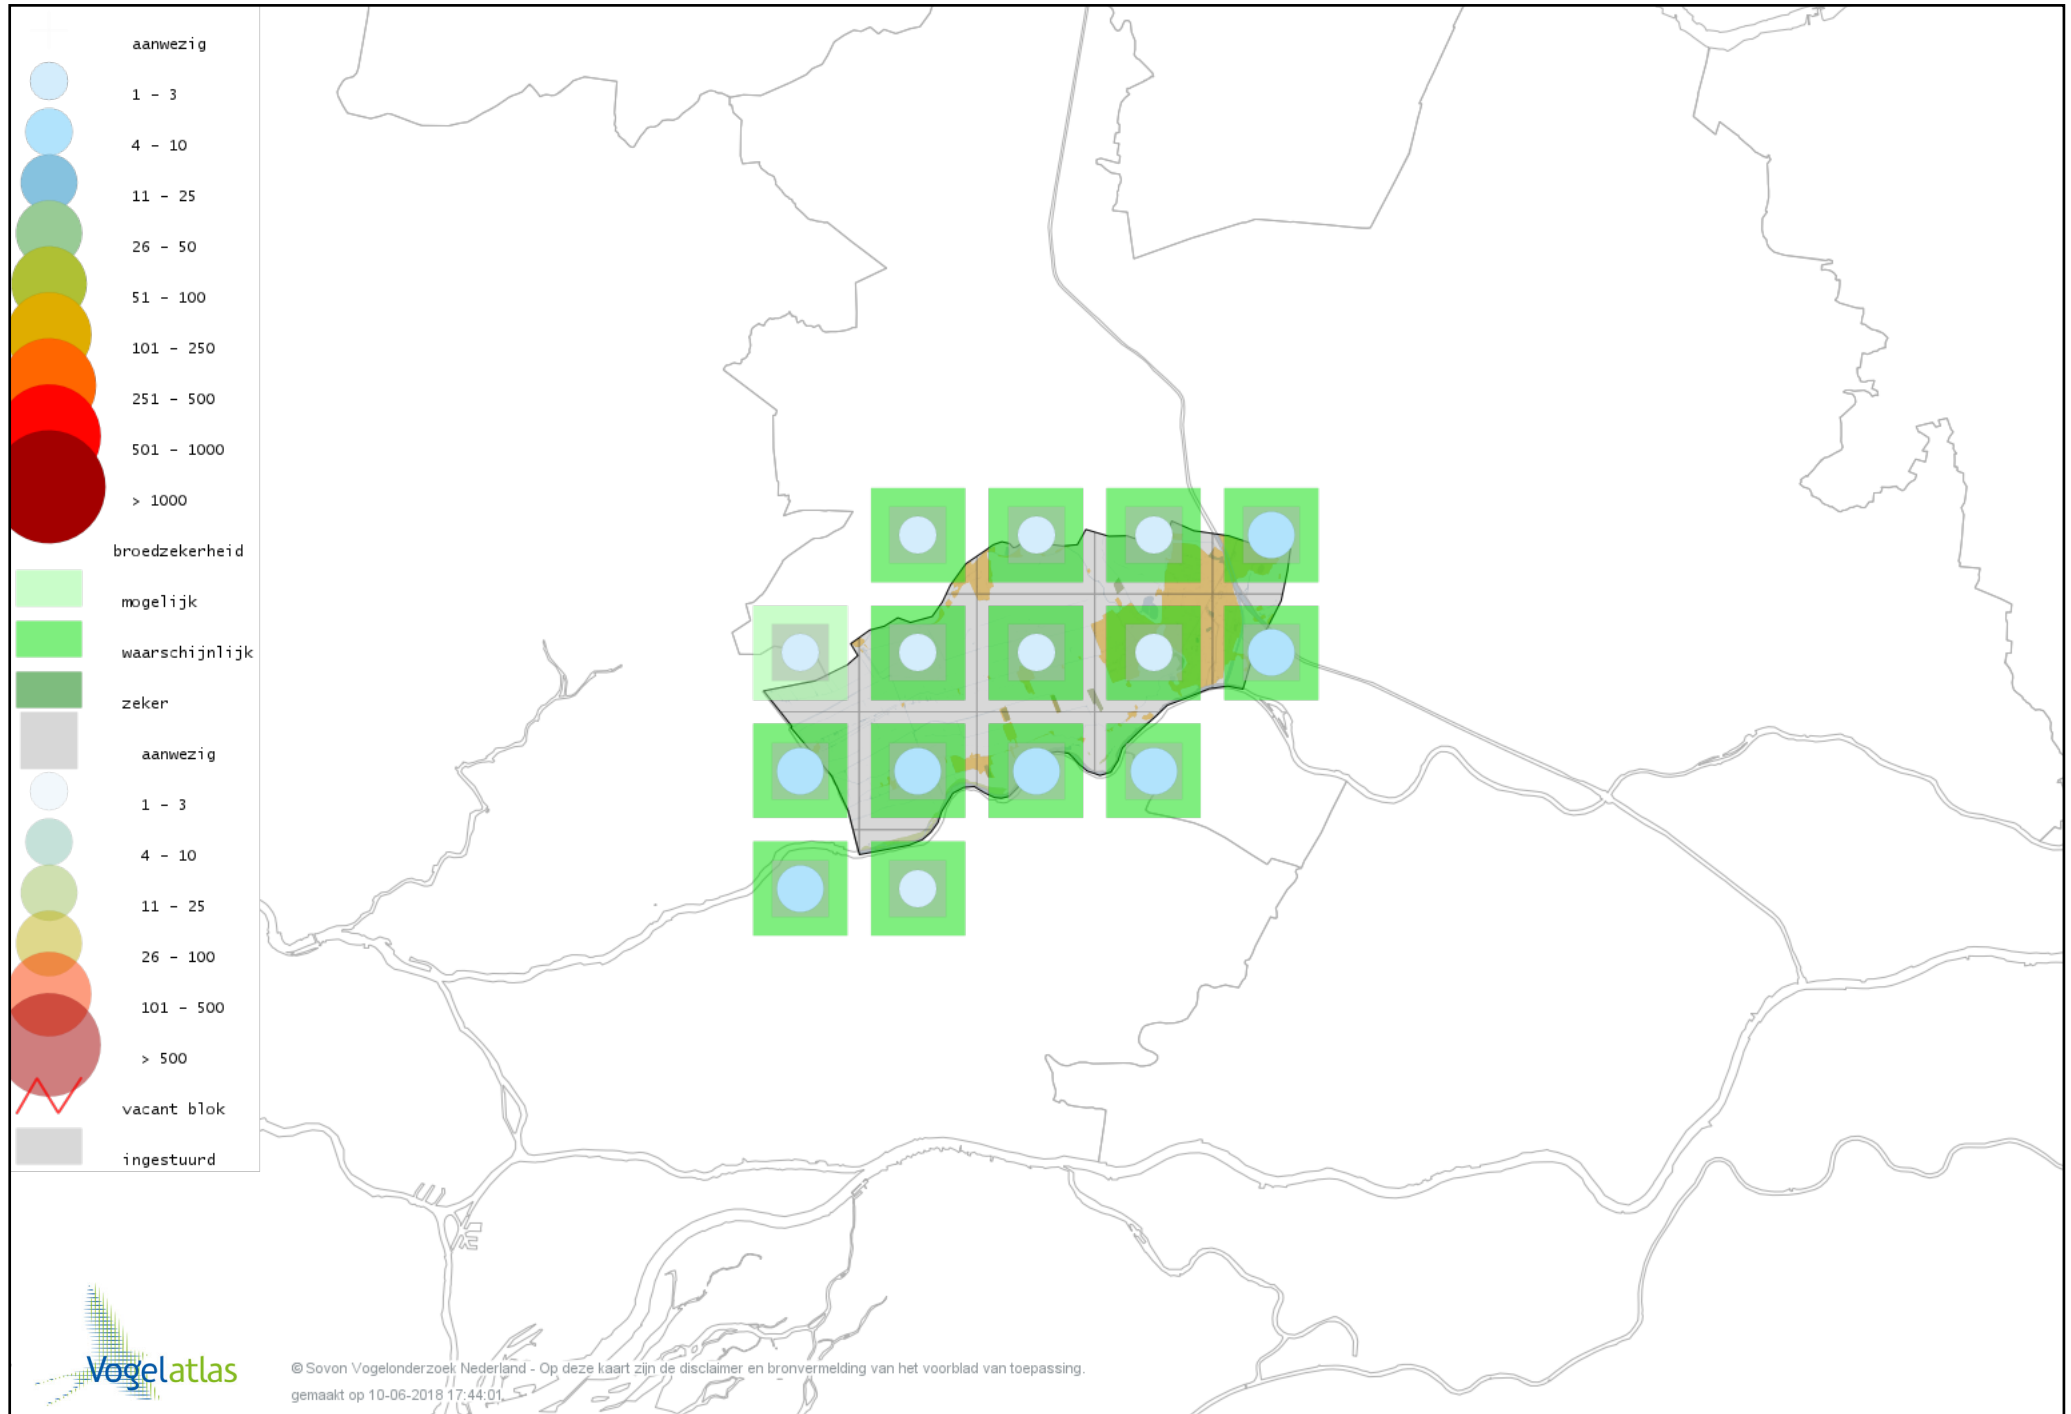 aanwezig
1 – 3
4 – 10
11 – 25
26 – 50
51 – 100
101 – 250
251 – 500
501 – 1000
> 1000
broedzekerheid
mogelijk
waarschijnlijk
zeker
aanwezig
1 – 3
4 – 10
11 – 25
26 – 100
101 – 500
> 500
vacant blok
ingestuurd
Vogelatlas
© Sovon Vogelonderzoek Nederland - Op deze kaart zijn de disclaimer en bronvermelding van het voorblad van toepassing.
gemaakt op 10-06-2018 17:44:01